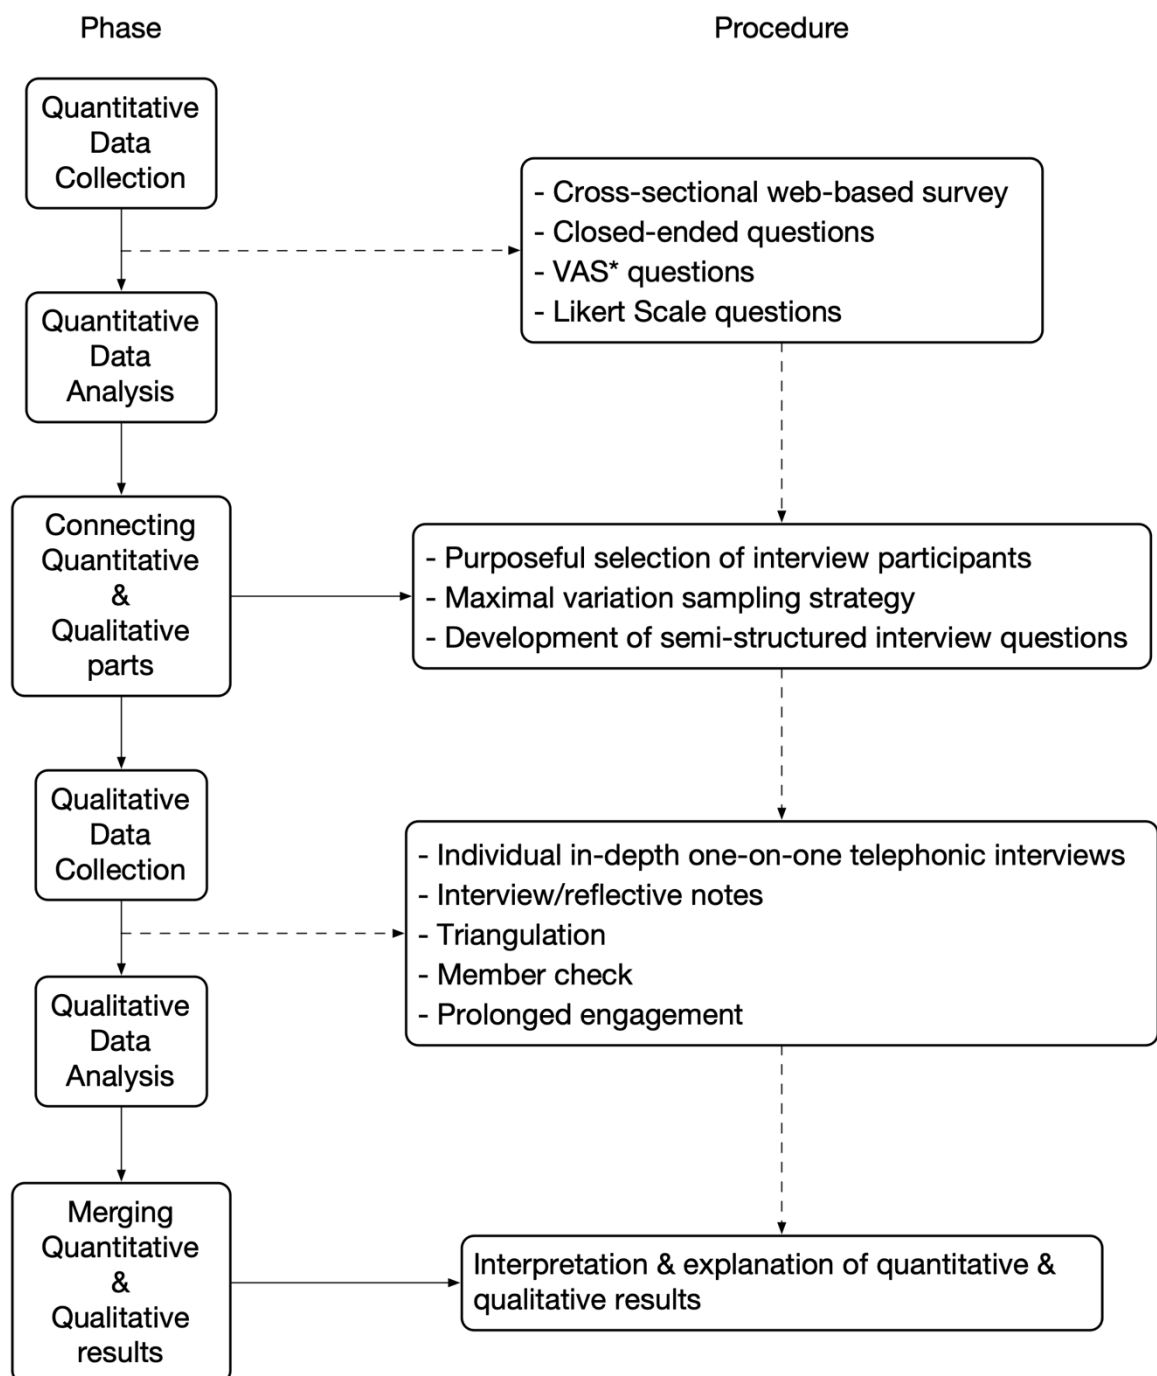 Phase
Procedure
Quantitative
Data
Collection
- Cross-sectional web-based survey
- Closed-ended questions
- VAS* questions
- Likert Scale questions
Quantitative
Data
Analysis
Connecting
Quantitative
&
Qualitative
parts
- Purposeful selection of interview participants
- Maximal variation sampling strategy
- Development of semi-structured interview questions
Qualitative
Data
Collection
- Individual in-depth one-on-one telephonic interviews
- Interview/reflective notes
- Triangulation
- Member check
- Prolonged engagement
Qualitative
Data
Analysis
Merging
Quantitative
&
Qualitative
results
Interpretation & explanation of quantitative &
qualitative results